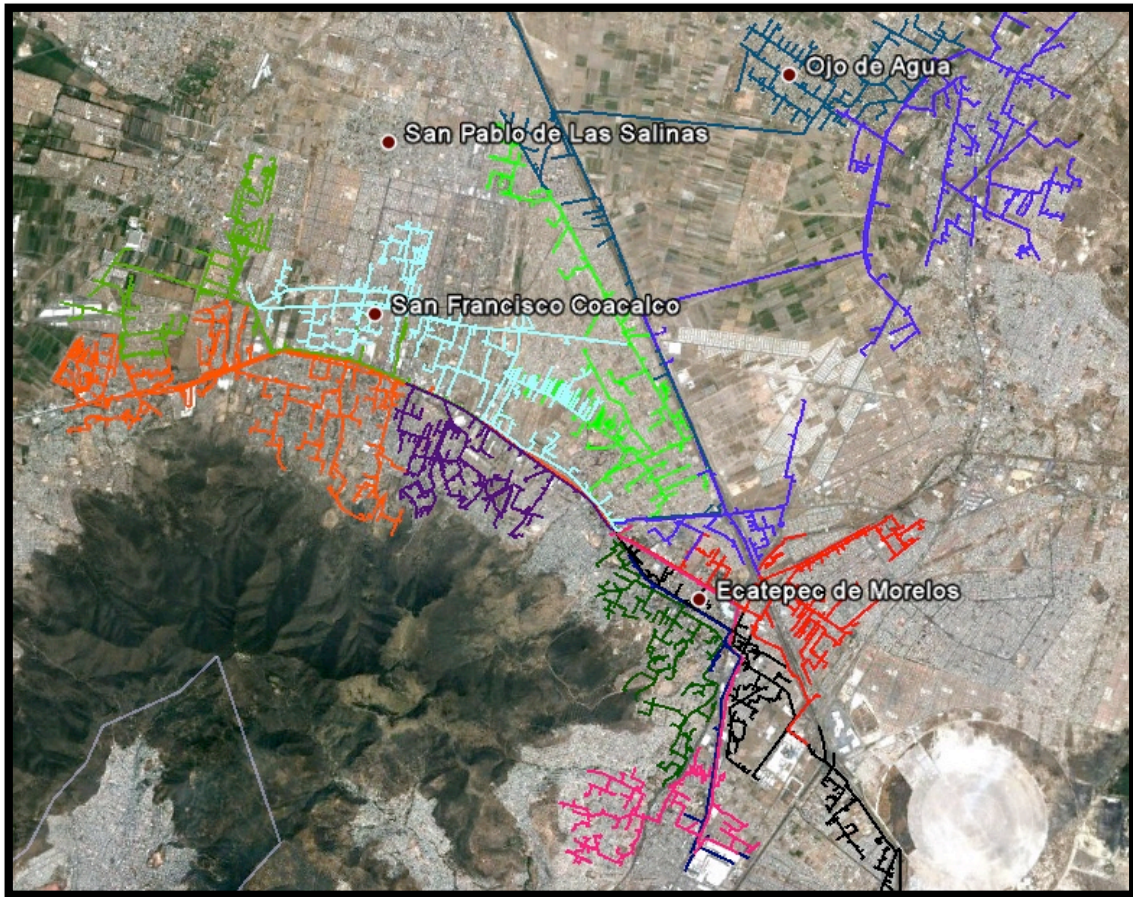 Ojo de Agua
San Pablo de Las Salinas
San Francisco Coacalco
Ecatepec de Morelos